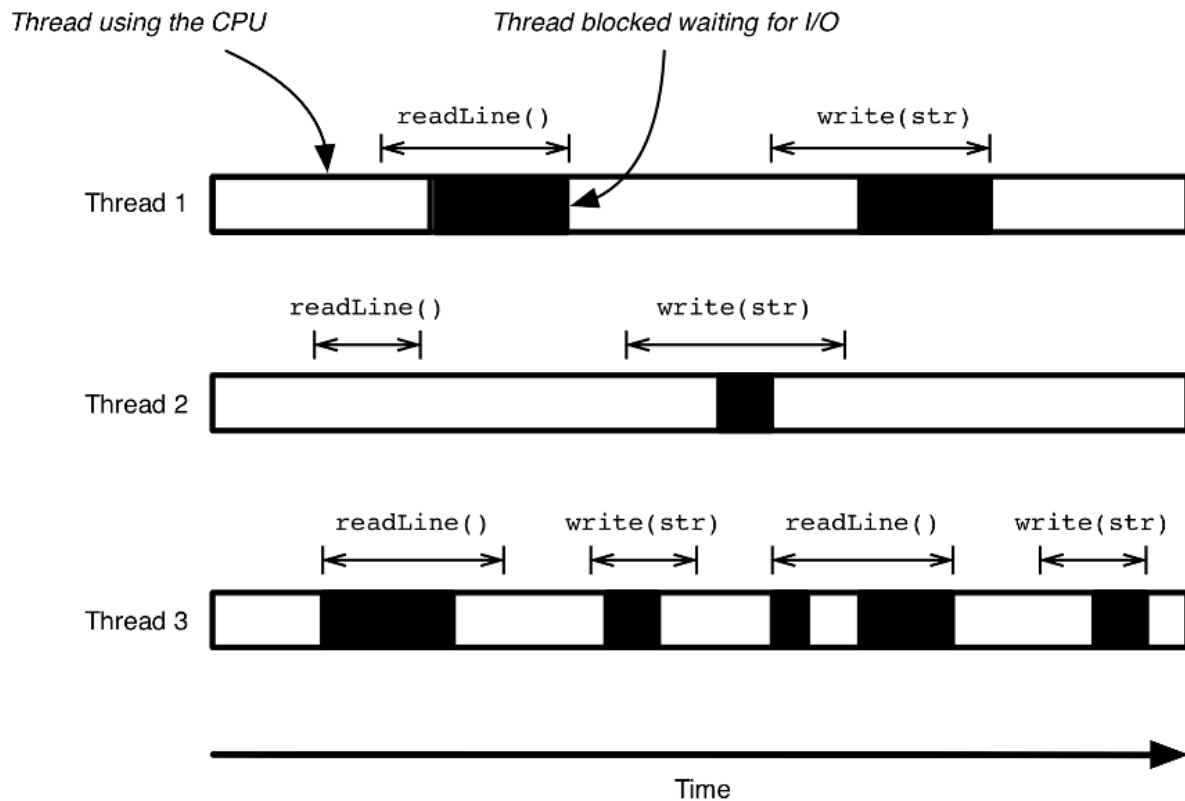 Thread using the CPU
Thread blocked waiting for I/O
readLine()
write(str)
Thread 1
readLine()
write(str)
Thread 2
readLine()
write(str)
readLine()
write(str)
Thread 3
Time